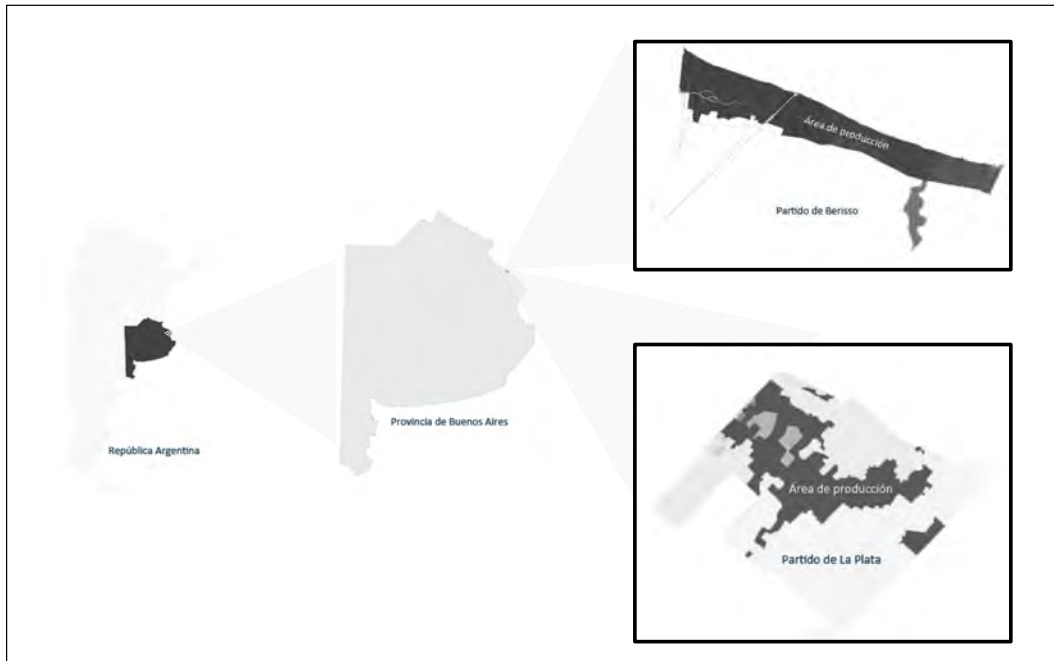 Área de producción
Partido de Berisso
Provincia de Buenos Aires
República Argentina
Área de producción
Partido de La Plata